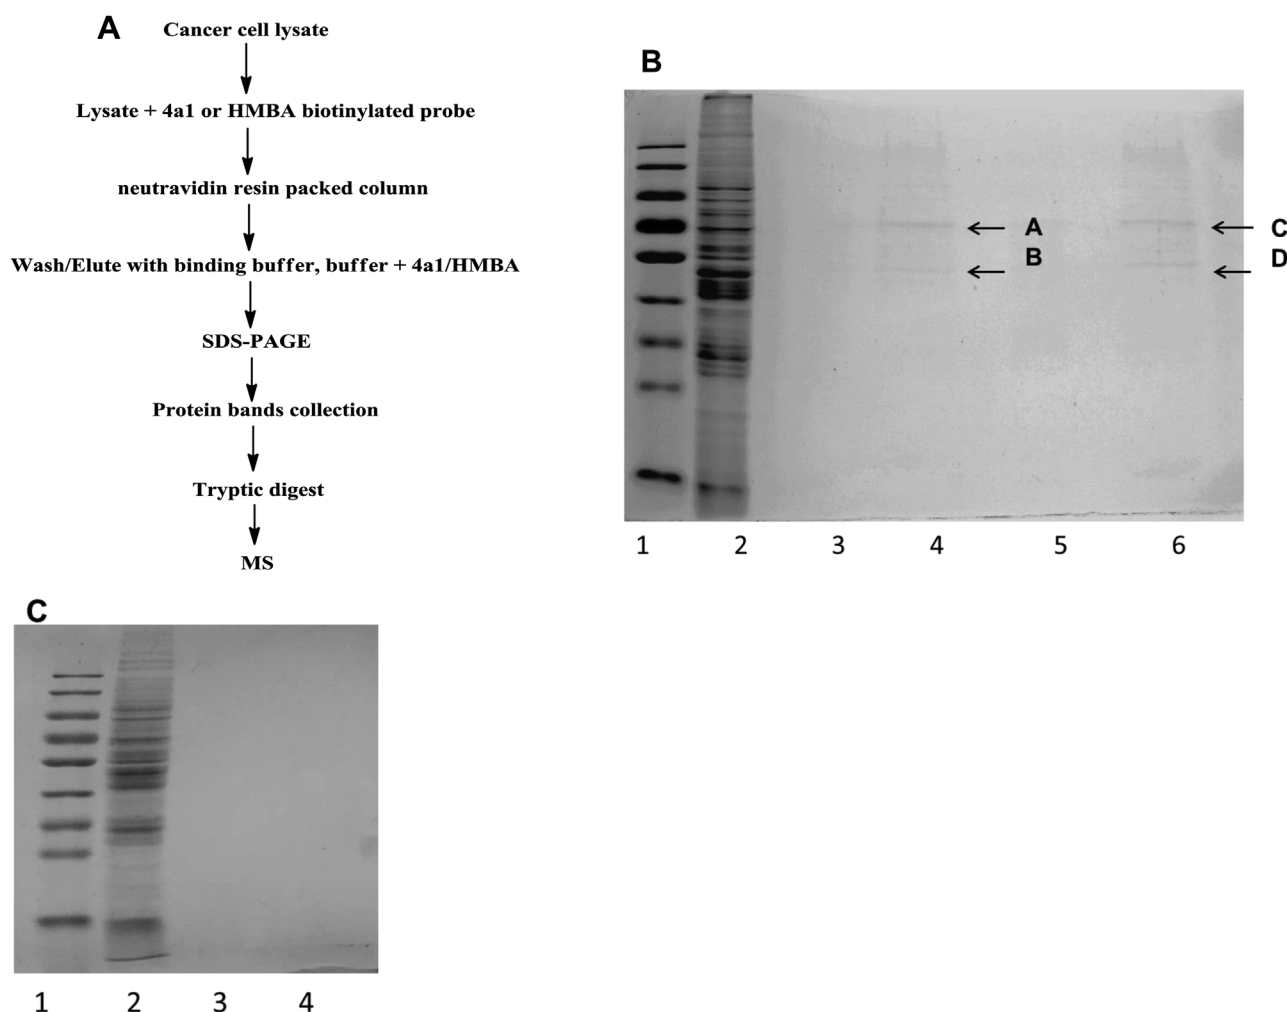 A
Cancer cell lysate
Lysate + 4a1 or HMBA biotinylated probe
neutravidin resin packed column
Wash/Elute with binding buffer, buffer + 4a1/HMBA
SDS-PAGE
Protein bands collection
Tryptic digest
MS
B
A
B
C
D
1 2 3 4 5 6
C
1 2 3 4